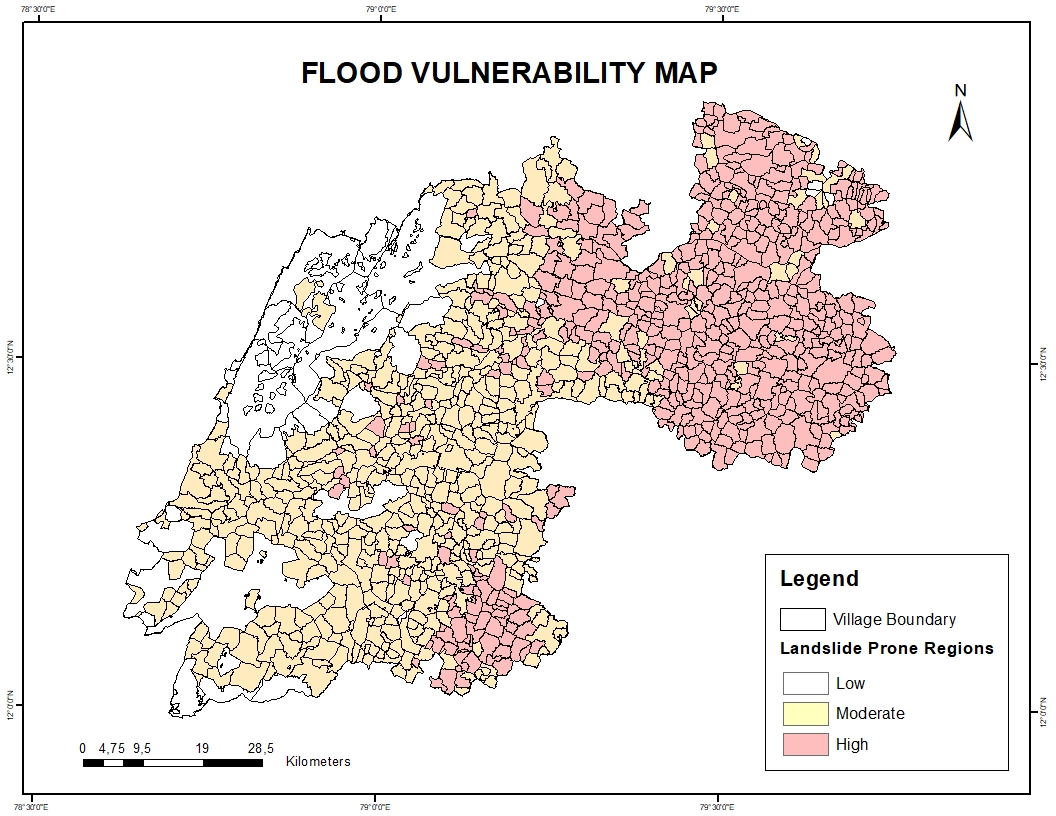 78°30'0"E 79°0'0"E 79°30'0"E
FLOOD VULNERABILITY MAP
N
12°30'0"N 12°30'0"N
12°0'0"N 12°0'0"N
Legend
Village Boundary
Landslide Prone Regions
Low
Moderate
High
0 4,75 9,5 19 28,5
Kilometers
78°30'0"E 79°0'0"E 79°30'0"E